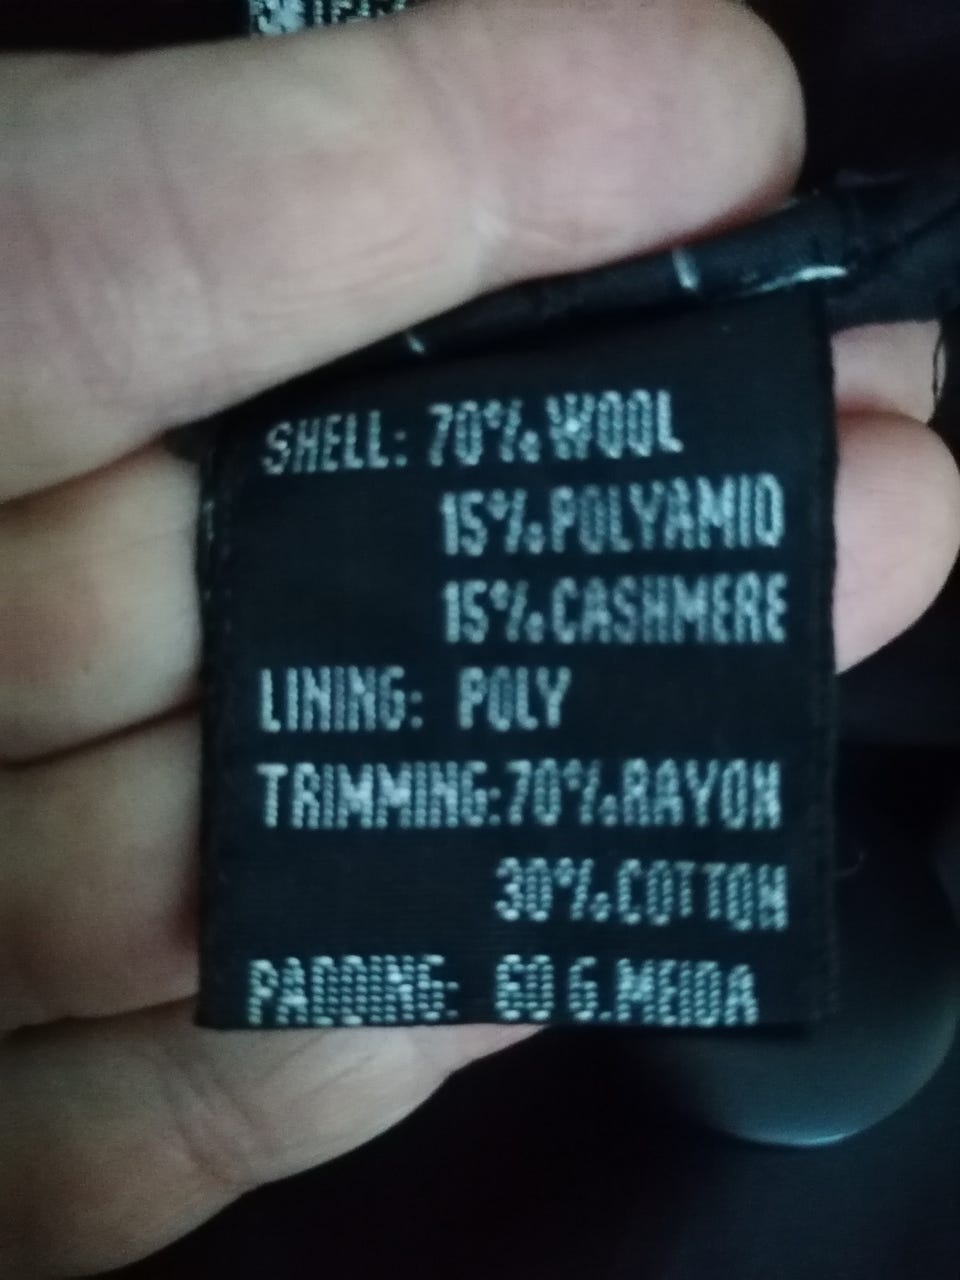 SHELL: 70% WOOL
15% POLYAMID
15% CASHMERE
LINING: POLY
TRIMMING: 70% RAYON
30% COTTON
PADDING: 60 G. MEIDA